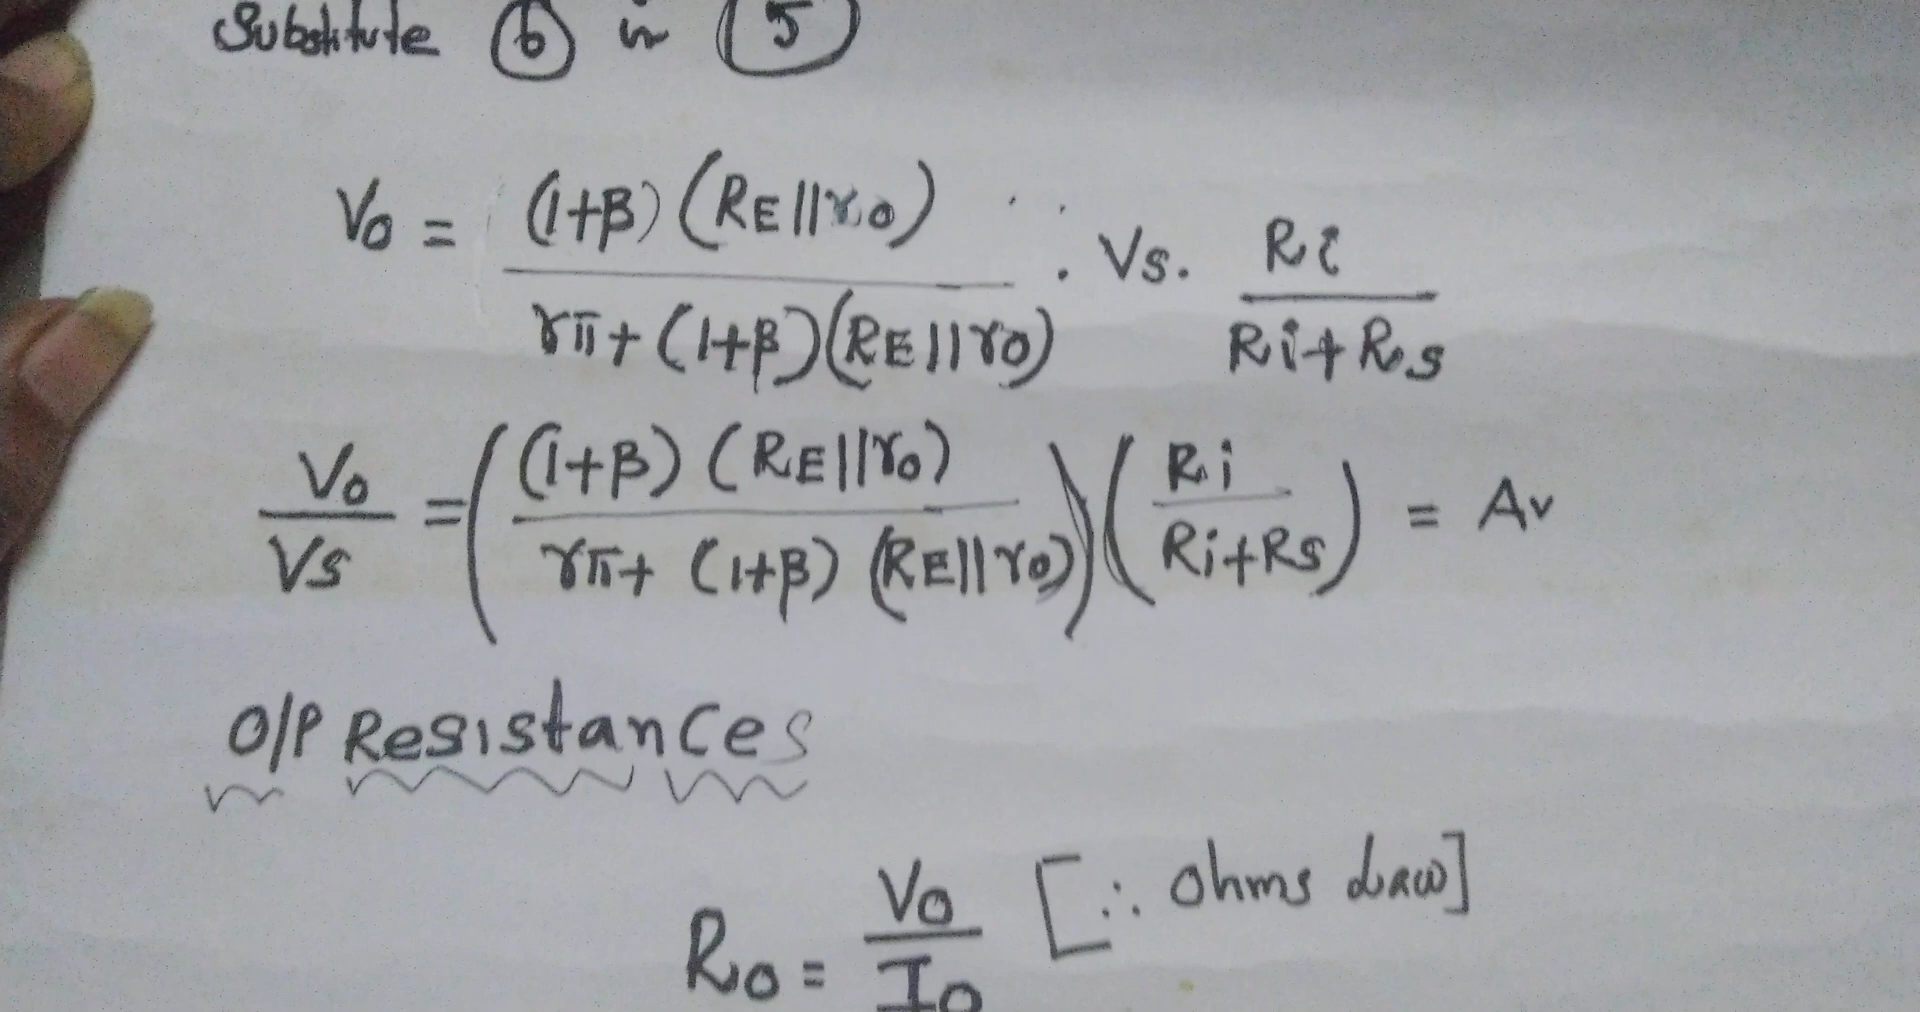 Substitute ⑥ in ⑤
Vo = (1+β)(RE||ro) / rπ+(1+β)(RE||ro) . Vs. Ri / Ri+Rs
Vo / Vs = ((1+β)(RE||ro) / rπ+(1+β)(RE||ro)) (Ri / Ri+Rs) = Av
O/P Resistances
Ro = Vo / Io [∴ ohms Law]